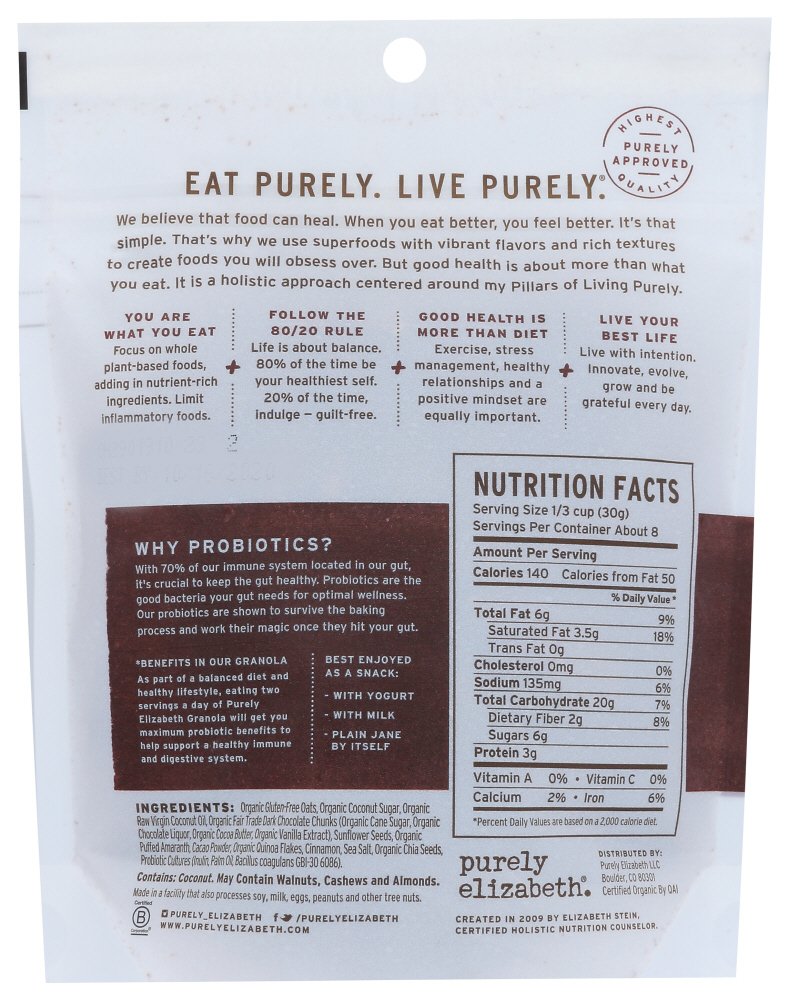 HIGHEST
PURELY
APPROVED
QUALITY
EAT PURELY. LIVE PURELY.®
We believe that food can heal. When you eat better, you feel better. It's that
simple. That's why we use superfoods with vibrant flavors and rich textures
to create foods you will obsess over. But good health is about more than what
you eat. It is a holistic approach centered around my Pillars of Living Purely.
YOU ARE
WHAT YOU EAT
Focus on whole
plant-based foods,
adding in nutrient-rich
ingredients. Limit
inflammatory foods.
+
FOLLOW THE
80/20 RULE
Life is about balance.
80% of the time be
your healthiest self.
20% of the time,
indulge – guilt-free.
+
GOOD HEALTH IS
MORE THAN DIET
Exercise, stress
management, healthy
relationships and a
positive mindset are
equally important.
+
LIVE YOUR
BEST LIFE
Live with intention.
Innovate, evolve,
grow and be
grateful every day.
WHY PROBIOTICS?
With 70% of our immune system located in our gut,
it's crucial to keep the gut healthy. Probiotics are the
good bacteria your gut needs for optimal wellness.
Our probiotics are shown to survive the baking
process and work their magic once they hit your gut.
*BENEFITS IN OUR GRANOLA
As part of a balanced diet and
healthy lifestyle, eating two
servings a day of Purely
Elizabeth Granola will get you
maximum probiotic benefits to
help support a healthy immune
and digestive system.
BEST ENJOYED
AS A SNACK:
- WITH YOGURT
- WITH MILK
- PLAIN JANE
BY ITSELF
NUTRITION FACTS
Serving Size 1/3 cup (30g)
Servings Per Container About 8
Amount Per Serving
Calories 140 Calories from Fat 50
% Daily Value*
Total Fat 6g 9%
Saturated Fat 3.5g 18%
Trans Fat 0g
Cholesterol 0mg 0%
Sodium 135mg 6%
Total Carbohydrate 20g 7%
Dietary Fiber 2g 8%
Sugars 6g
Protein 3g
Vitamin A 0% • Vitamin C 0%
Calcium 2% • Iron 6%
*Percent Daily Values are based on a 2,000 calorie diet.
INGREDIENTS: Organic Gluten-Free Oats, Organic Coconut Sugar, Organic
Raw Virgin Coconut Oil, Organic Fair Trade Dark Chocolate Chunks (Organic Cane Sugar, Organic
Chocolate Liquor, Organic Cocoa Butter, Organic Vanilla Extract), Sunflower Seeds, Organic
Puffed Amaranth, Cacao Powder, Organic Quinoa Flakes, Cinnamon, Sea Salt, Organic Chia Seeds,
Probiotic Cultures (Inulin, Palm Oil, Bacillus coagulans GBI-30 6086).
Contains: Coconut. May Contain Walnuts, Cashews and Almonds.
Made in a facility that also processes soy, milk, eggs, peanuts and other tree nuts.
Certified
B
Corporation
PURELY_ELIZABETH /PURELYELIZABETH
WWW.PURELYELIZABETH.COM
purely
elizabeth®
DISTRIBUTED BY:
Purely Elizabeth LLC
Boulder, CO 80301
Certified Organic By QAI
CREATED IN 2009 BY ELIZABETH STEIN,
CERTIFIED HOLISTIC NUTRITION COUNSELOR.